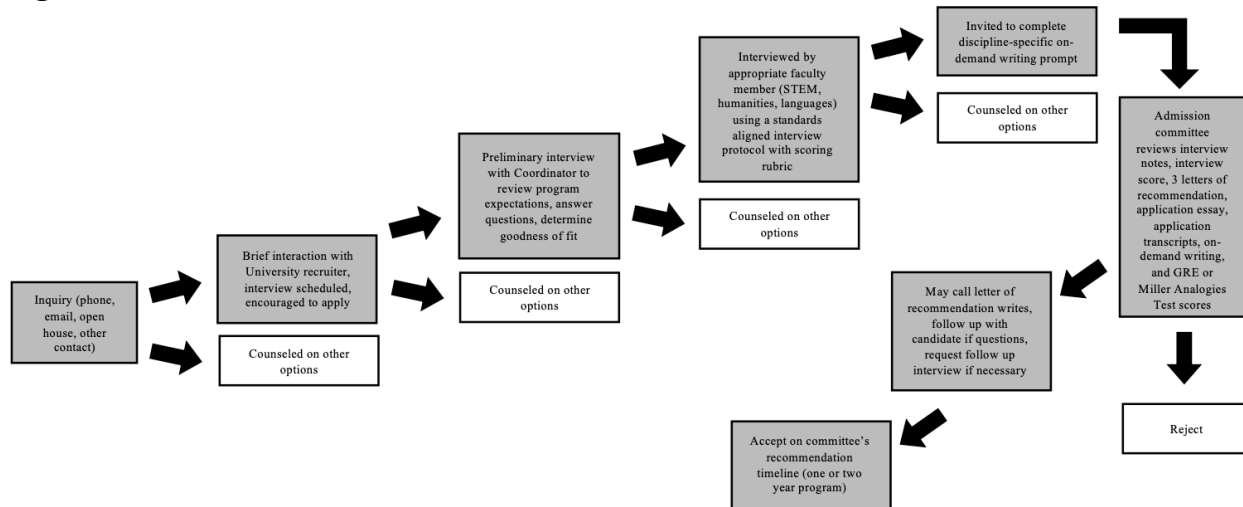 Inquiry (phone,
email, open
house, other
contact)
Brief interaction with
University recruiter,
interview scheduled,
encouraged to apply
Counseled on other
options
Preliminary interview
with Coordinator to
review program
expectations, answer
questions, determine
goodness of fit
Counseled on other
options
Interviewed by
appropriate faculty
member (STEM,
humanities, languages)
using a standards
aligned interview
protocol with scoring
rubric
Counseled on other
options
Invited to complete
discipline-specific on-
demand writing prompt
Counseled on other
options
Admission
committee
reviews interview
notes, interview
score, 3 letters of
recommendation,
application essay,
application
transcripts, on-
demand writing,
and GRE or
Miller Analogies
Test scores
May call letter of
recommendation writes,
follow up with
candidate if questions,
request follow up
interview if necessary
Reject
Accept on committee’s
recommendation
timeline (one or two
year program)